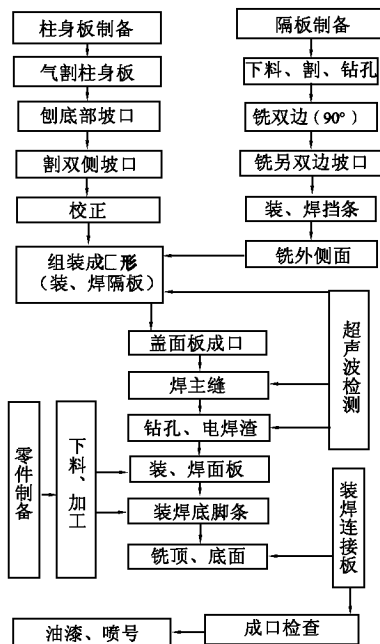 柱身板制备
隔板制备
气割柱身板
下料、割、钻孔
刨底部坡口
铣双边(90°)
割双侧坡口
铣另双边坡口
校正
装、焊挡条
组装成匚形
(装、焊隔板)
铣外侧面
盖面板成口
焊主缝
超声波检测
钻孔、电焊渣
零件制备
下料、加工
装、焊面板
装焊底脚条
装焊连接板
铣顶、底面
成口检查
油漆、喷号